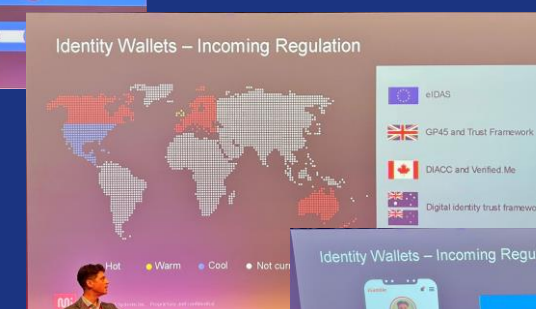 Identity Wallets – Incoming Regulation
eIDAS
GP45 and Trust Framework
DIACC and Verified.Me
Digital identity trust framewo
Hot
Warm
Cool
Not curr
Identity Wallets – Incoming Regu